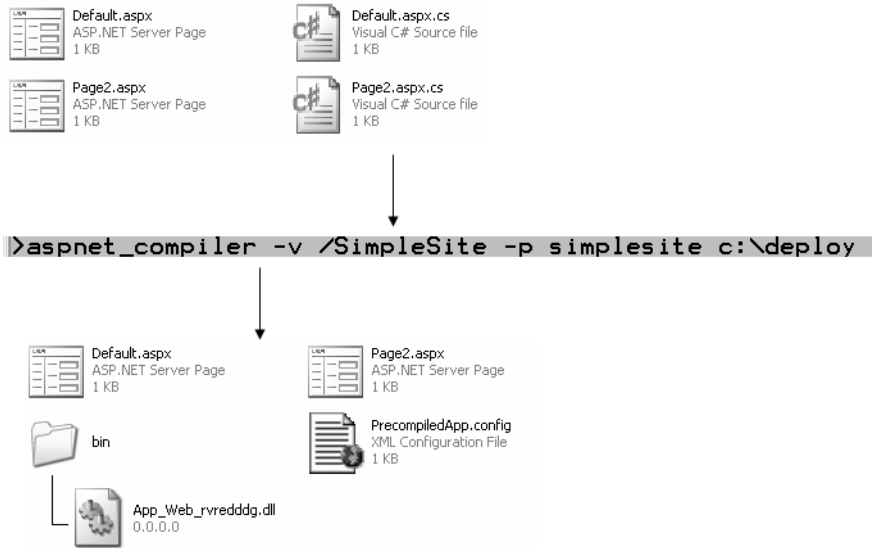 Default.aspx
ASP.NET Server Page
1 KB
Default.aspx.cs
Visual C# Source file
1 KB
Page2.aspx
ASP.NET Server Page
1 KB
Page2.aspx.cs
Visual C# Source file
1 KB
>aspnet_compiler -v /SimpleSite -p simplesite c:\deploy
Default.aspx
ASP.NET Server Page
1 KB
Page2.aspx
ASP.NET Server Page
1 KB
bin
PrecompiledApp.config
XML Configuration File
1 KB
App_Web_rvredddg.dll
0.0.0.0